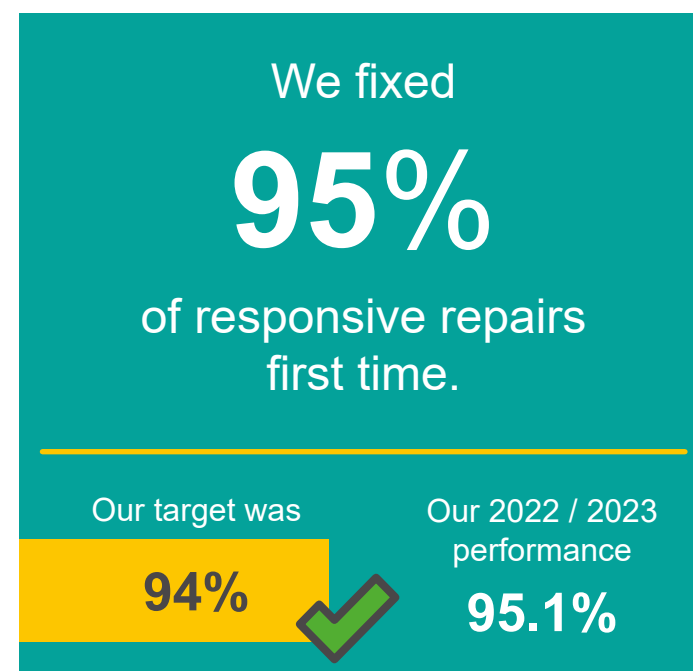 We fixed
95%
of responsive repairs
first time.
Our target was
94%
Our 2022 / 2023
performance
95.1%